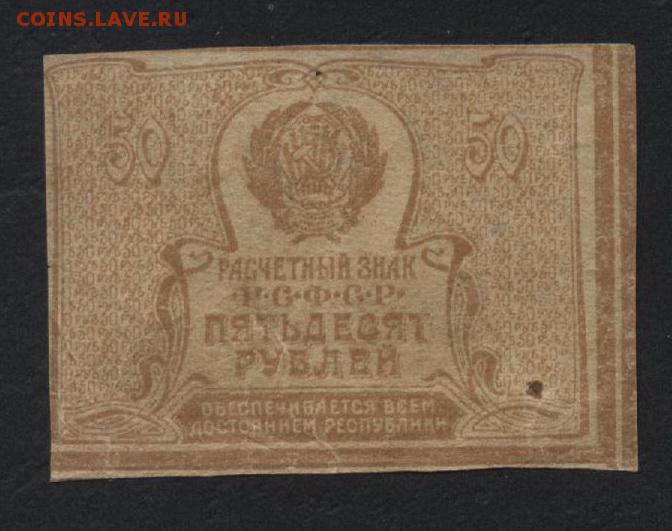 COINS.LAVE.RU
50 50
РАСЧЕТНЫЙ ЗНАК
Р·С·Ф·С·Р·
ПЯТЬДЕСЯТ
РУБЛЕЙ
ОБЕСПЕЧИВАЕТСЯ ВСЕМ
ДОСТОЯНИЕМ РЕСПУБЛИКИ